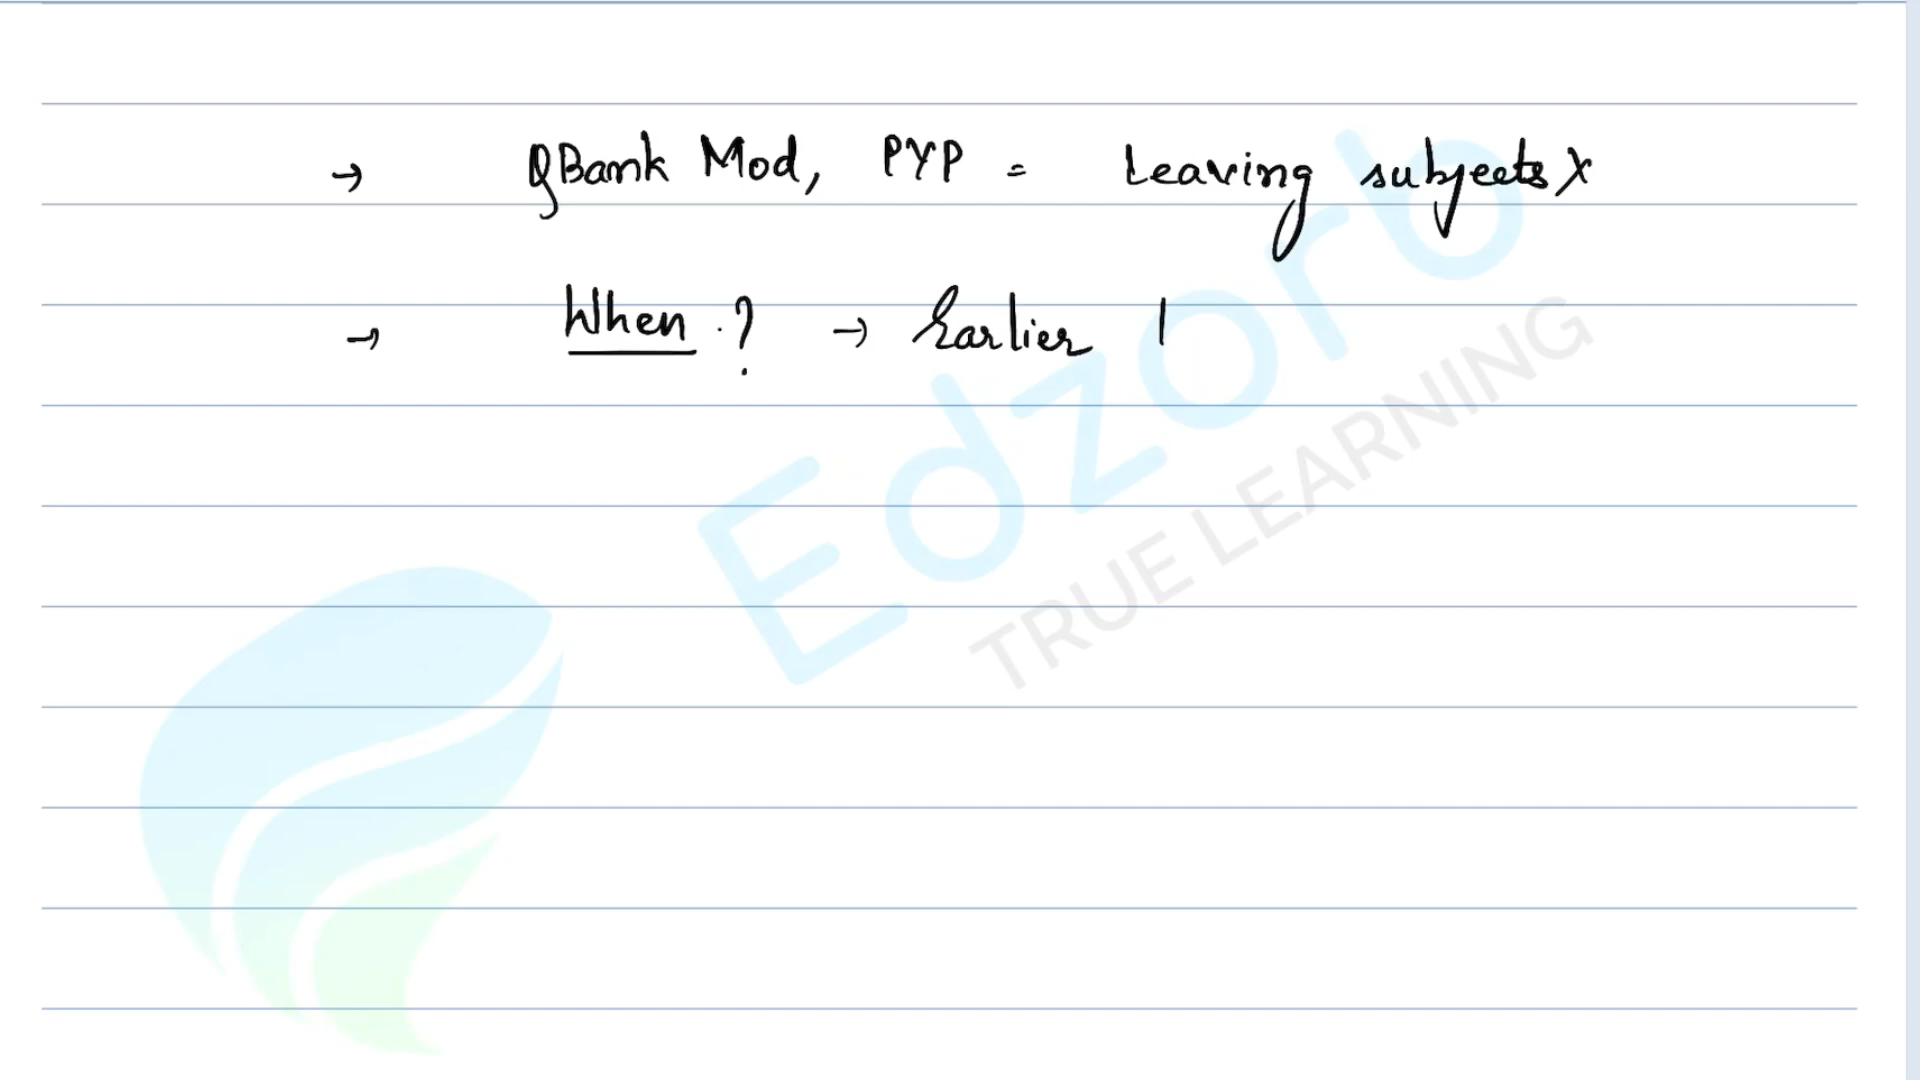 → QBank Mod, PYP = Leaving subjects X
→ When ? → Earlier |
Edzorb
TRUE LEARNING